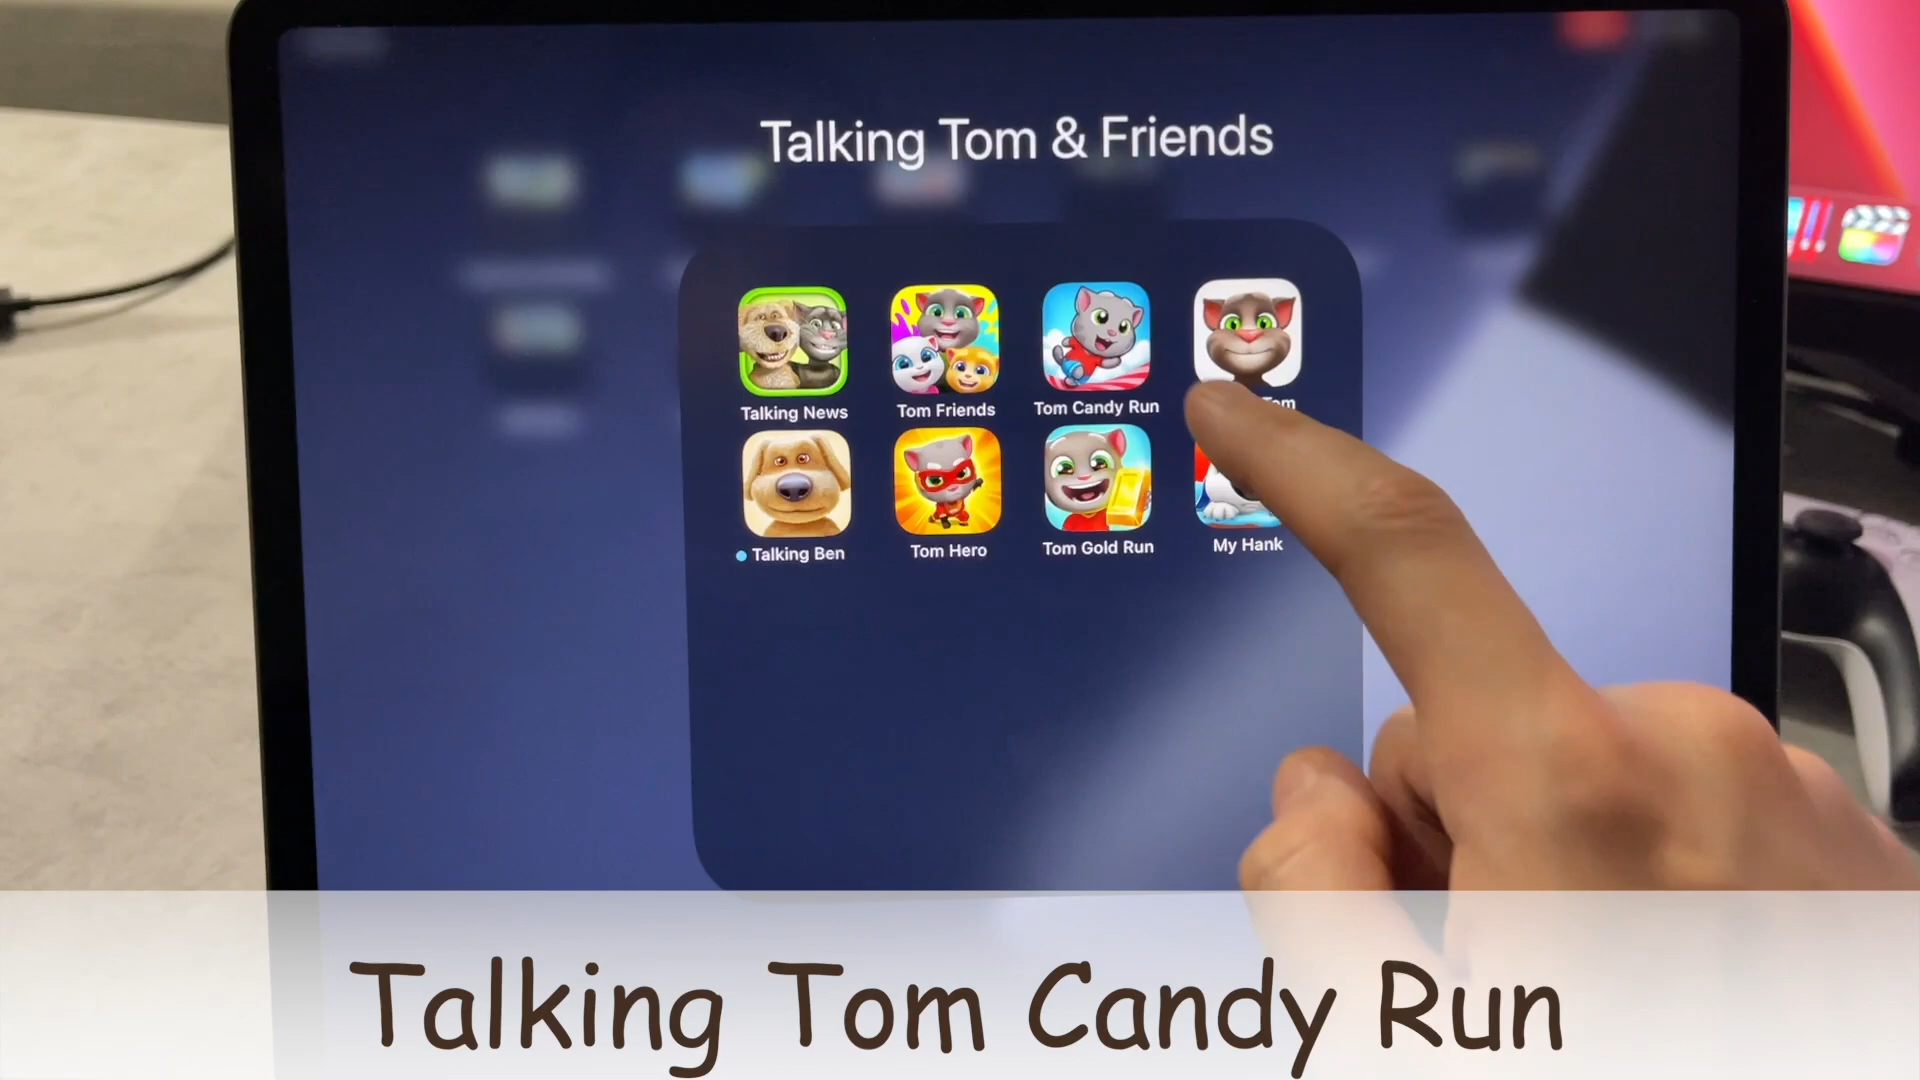 Talking Tom & Friends
Talking News
Tom Friends
Tom Candy Run
Tom
Talking Ben
Tom Hero
Tom Gold Run
My Hank
Talking Tom Candy Run